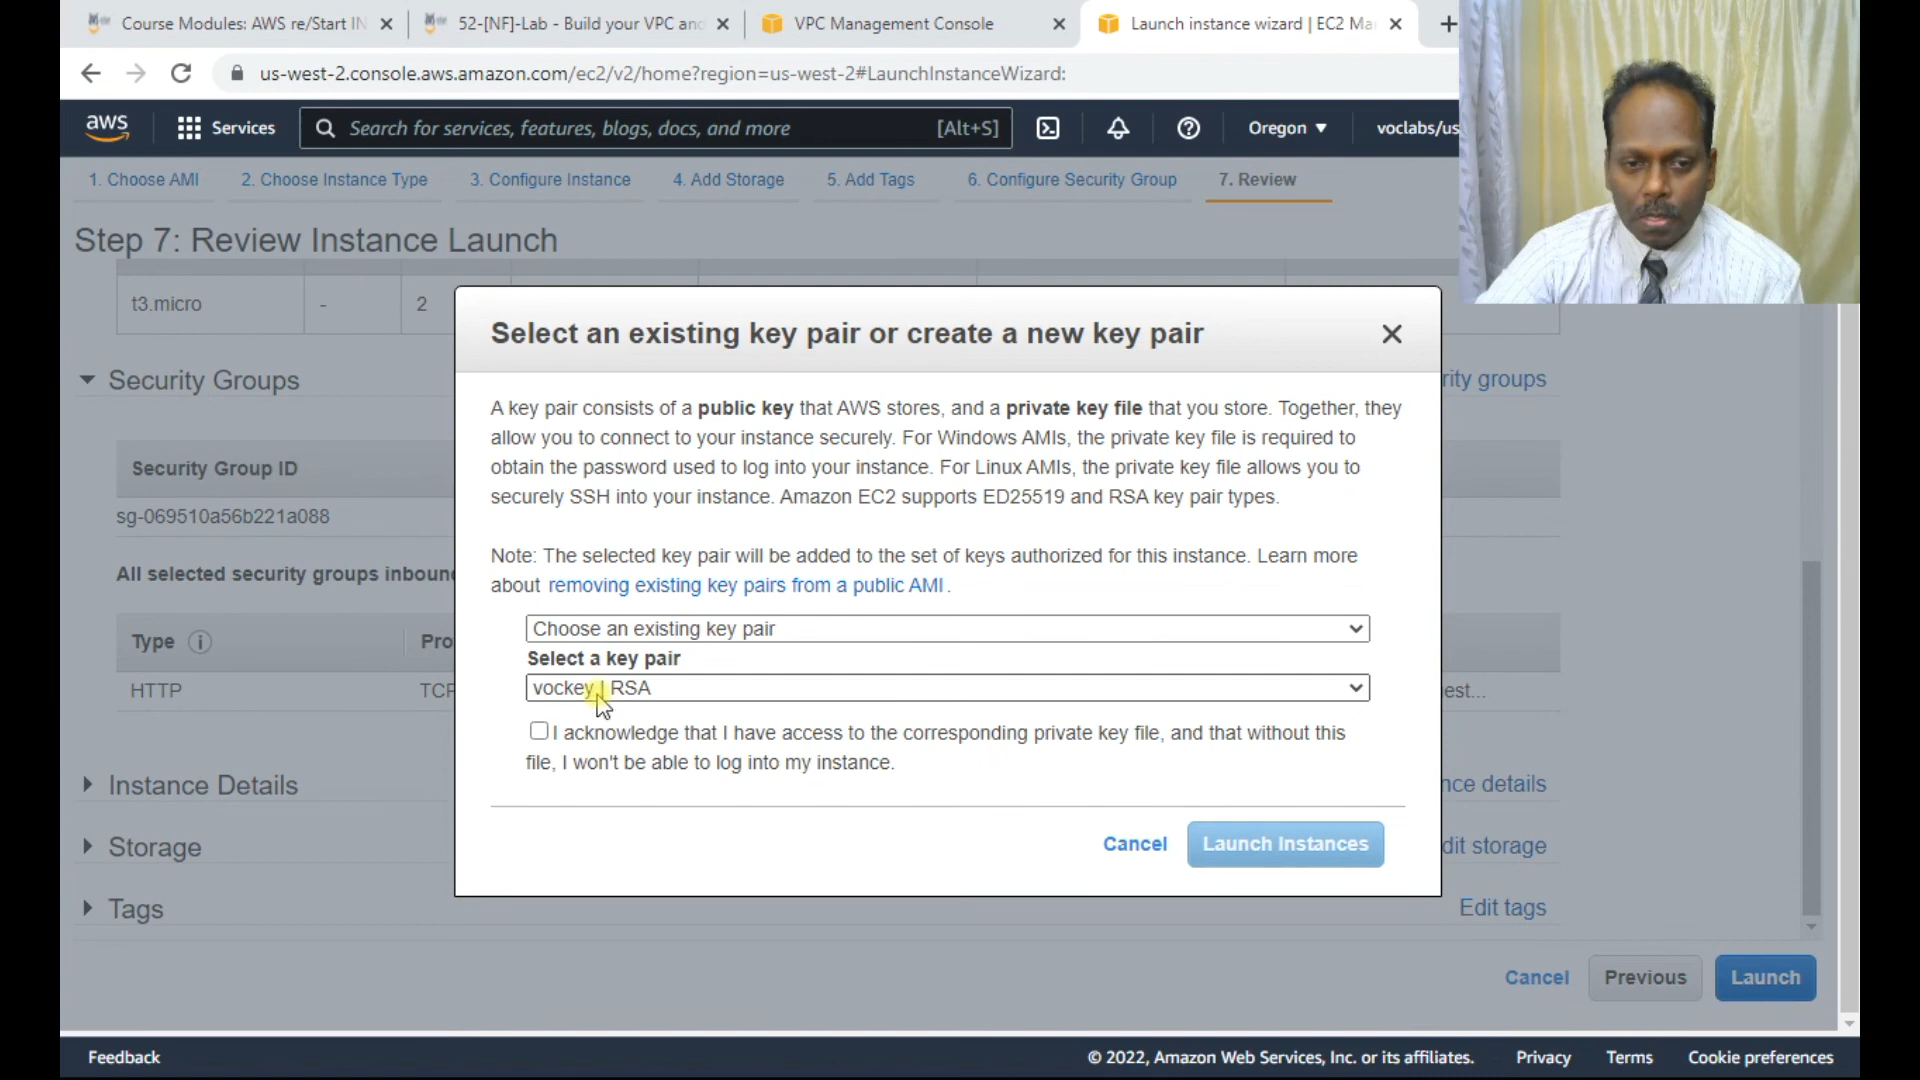 Course Modules: AWS re/Start IN
52-[NF]-Lab - Build your VPC and
VPC Management Console
Launch instance wizard | EC2 Ma
us-west-2.console.aws.amazon.com/ec2/v2/home?region=us-west-2#LaunchInstanceWizard:
aws
Services
Search for services, features, blogs, docs, and more
[Alt+S]
Oregon
voclabs/us
1. Choose AMI
2. Choose Instance Type
3. Configure Instance
4. Add Storage
5. Add Tags
6. Configure Security Group
7. Review
Step 7: Review Instance Launch
t3.micro
-
2
Select an existing key pair or create a new key pair
A key pair consists of a public key that AWS stores, and a private key file that you store. Together, they
allow you to connect to your instance securely. For Windows AMIs, the private key file is required to
obtain the password used to log into your instance. For Linux AMIs, the private key file allows you to
securely SSH into your instance. Amazon EC2 supports ED25519 and RSA key pair types.
Note: The selected key pair will be added to the set of keys authorized for this instance. Learn more
about removing existing key pairs from a public AMI.
Choose an existing key pair
Select a key pair
vockey | RSA
I acknowledge that I have access to the corresponding private key file, and that without this
file, I won't be able to log into my instance.
Cancel
Launch Instances
Security Groups
rity groups
Security Group ID
sg-069510a56b221a088
All selected security groups inboun
Type
Pro
HTTP
TCP
est...
Instance Details
nce details
Storage
dit storage
Tags
Edit tags
Cancel
Previous
Launch
Feedback
© 2022, Amazon Web Services, Inc. or its affiliates.
Privacy
Terms
Cookie preferences